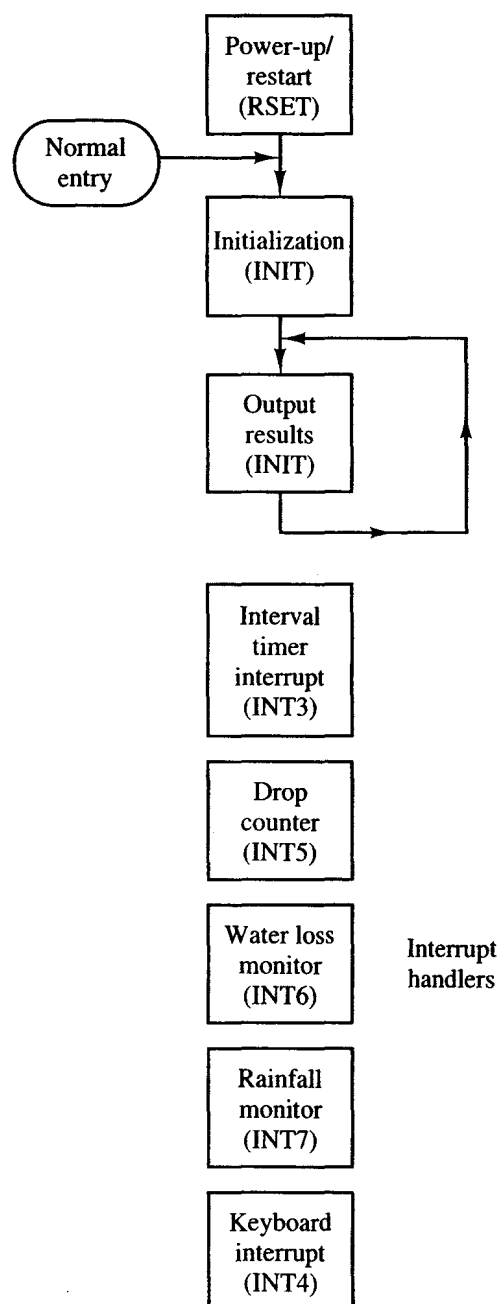 Power-up/
restart
(RSET)
Normal
entry
Initialization
(INIT)
Output
results
(INIT)
Interval
timer
interrupt
(INT3)
Drop
counter
(INT5)
Water loss
monitor
(INT6)
Interrupt
handlers
Rainfall
monitor
(INT7)
Keyboard
interrupt
(INT4)